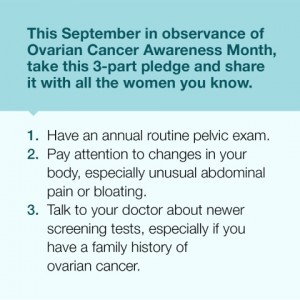 This September in observance of
Ovarian Cancer Awareness Month,
take this 3-part pledge and share
it with all the women you know.
1. Have an annual routine pelvic exam.
2. Pay attention to changes in your
body, especially unusual abdominal
pain or bloating.
3. Talk to your doctor about newer
screening tests, especially if you
have a family history of
ovarian cancer.